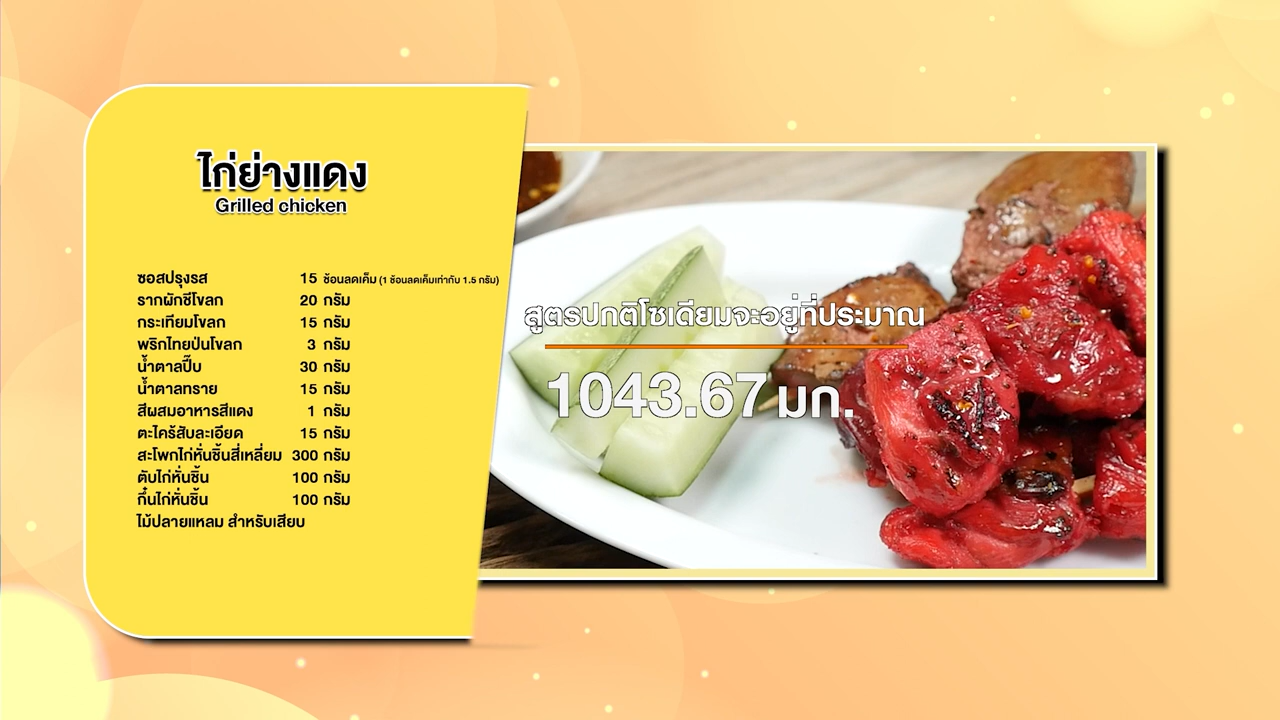 ไก่ย่างแดง
Grilled chicken
ซอสปรุงรส 15 ช้อนลดเค็ม (1 ช้อนลดเค็มเท่ากับ 1.5 กรัม)
รากผักชีโขลก 20 กรัม
กระเทียมโขลก 15 กรัม
พริกไทยป่นโขลก 3 กรัม
น้ำตาลปี๊บ 30 กรัม
น้ำตาลทราย 15 กรัม
สีผสมอาหารสีแดง 1 กรัม
ตะไคร้สับละเอียด 15 กรัม
สะโพกไก่หั่นชิ้นสี่เหลี่ยม 300 กรัม
ตับไก่หั่นชิ้น 100 กรัม
กึ๋นไก่หั่นชิ้น 100 กรัม
ไม้ปลายแหลม สำหรับเสียบ
สูตรปกติโซเดียมจะอยู่ที่ประมาณ
1043.67 มก.